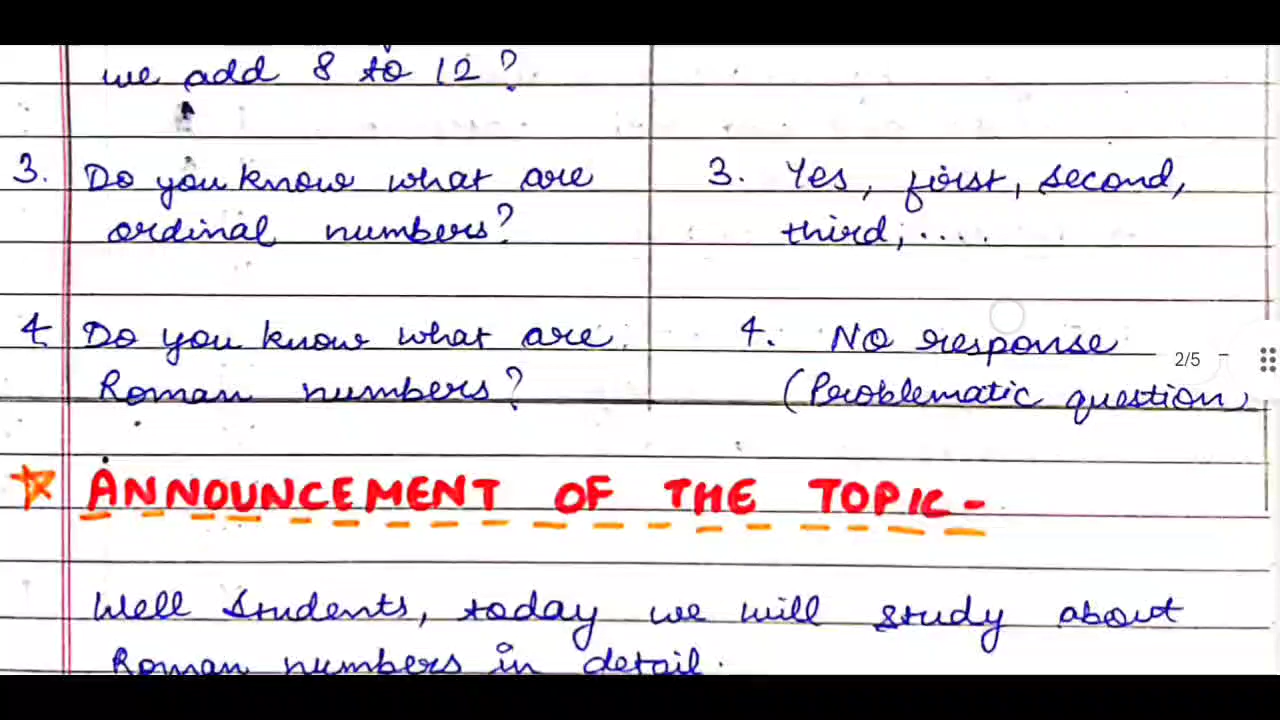 we add 8 to 12?
3. Do you know what are
ordinal numbers?
3. Yes, first, second,
third, ....
4. Do you know what are
Roman numbers?
4. No response
(Problematic question)
2/5
☆ ANNOUNCEMENT OF THE TOPIC-
Well students, today we will study about
Roman numbers in detail.